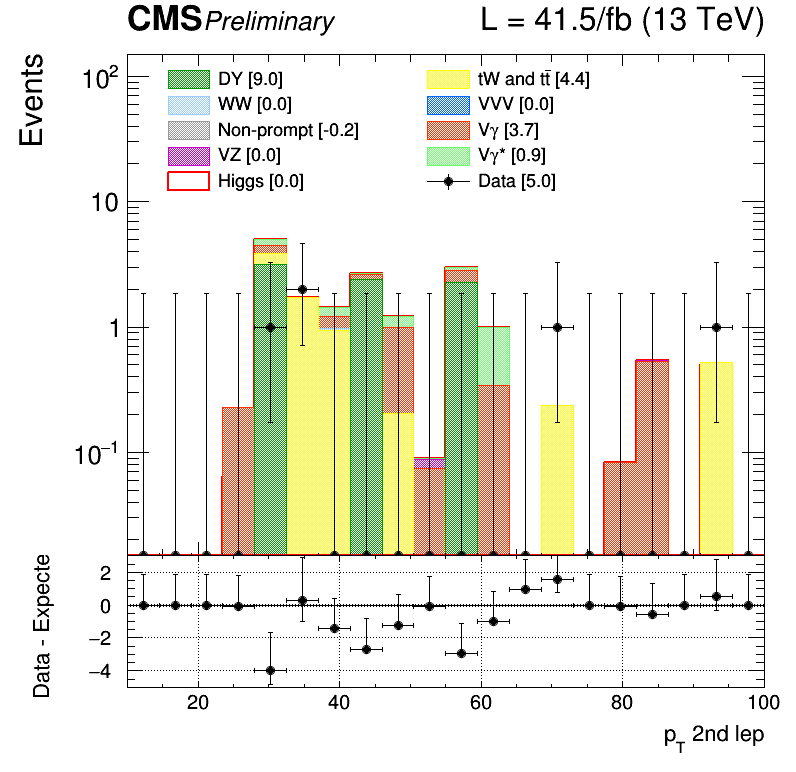 CMS Preliminary L = 41.5/fb (13 TeV)
Events
10²
10
1
10⁻¹
DY [9.0]
WW [0.0]
Non-prompt [-0.2]
VZ [0.0]
Higgs [0.0]
tW and tt̄ [4.4]
VVV [0.0]
Vγ [3.7]
Vγ* [0.9]
Data [5.0]
Data - Expecte
2
0
−2
−4
20 40 60 80 100
p_T 2nd lep